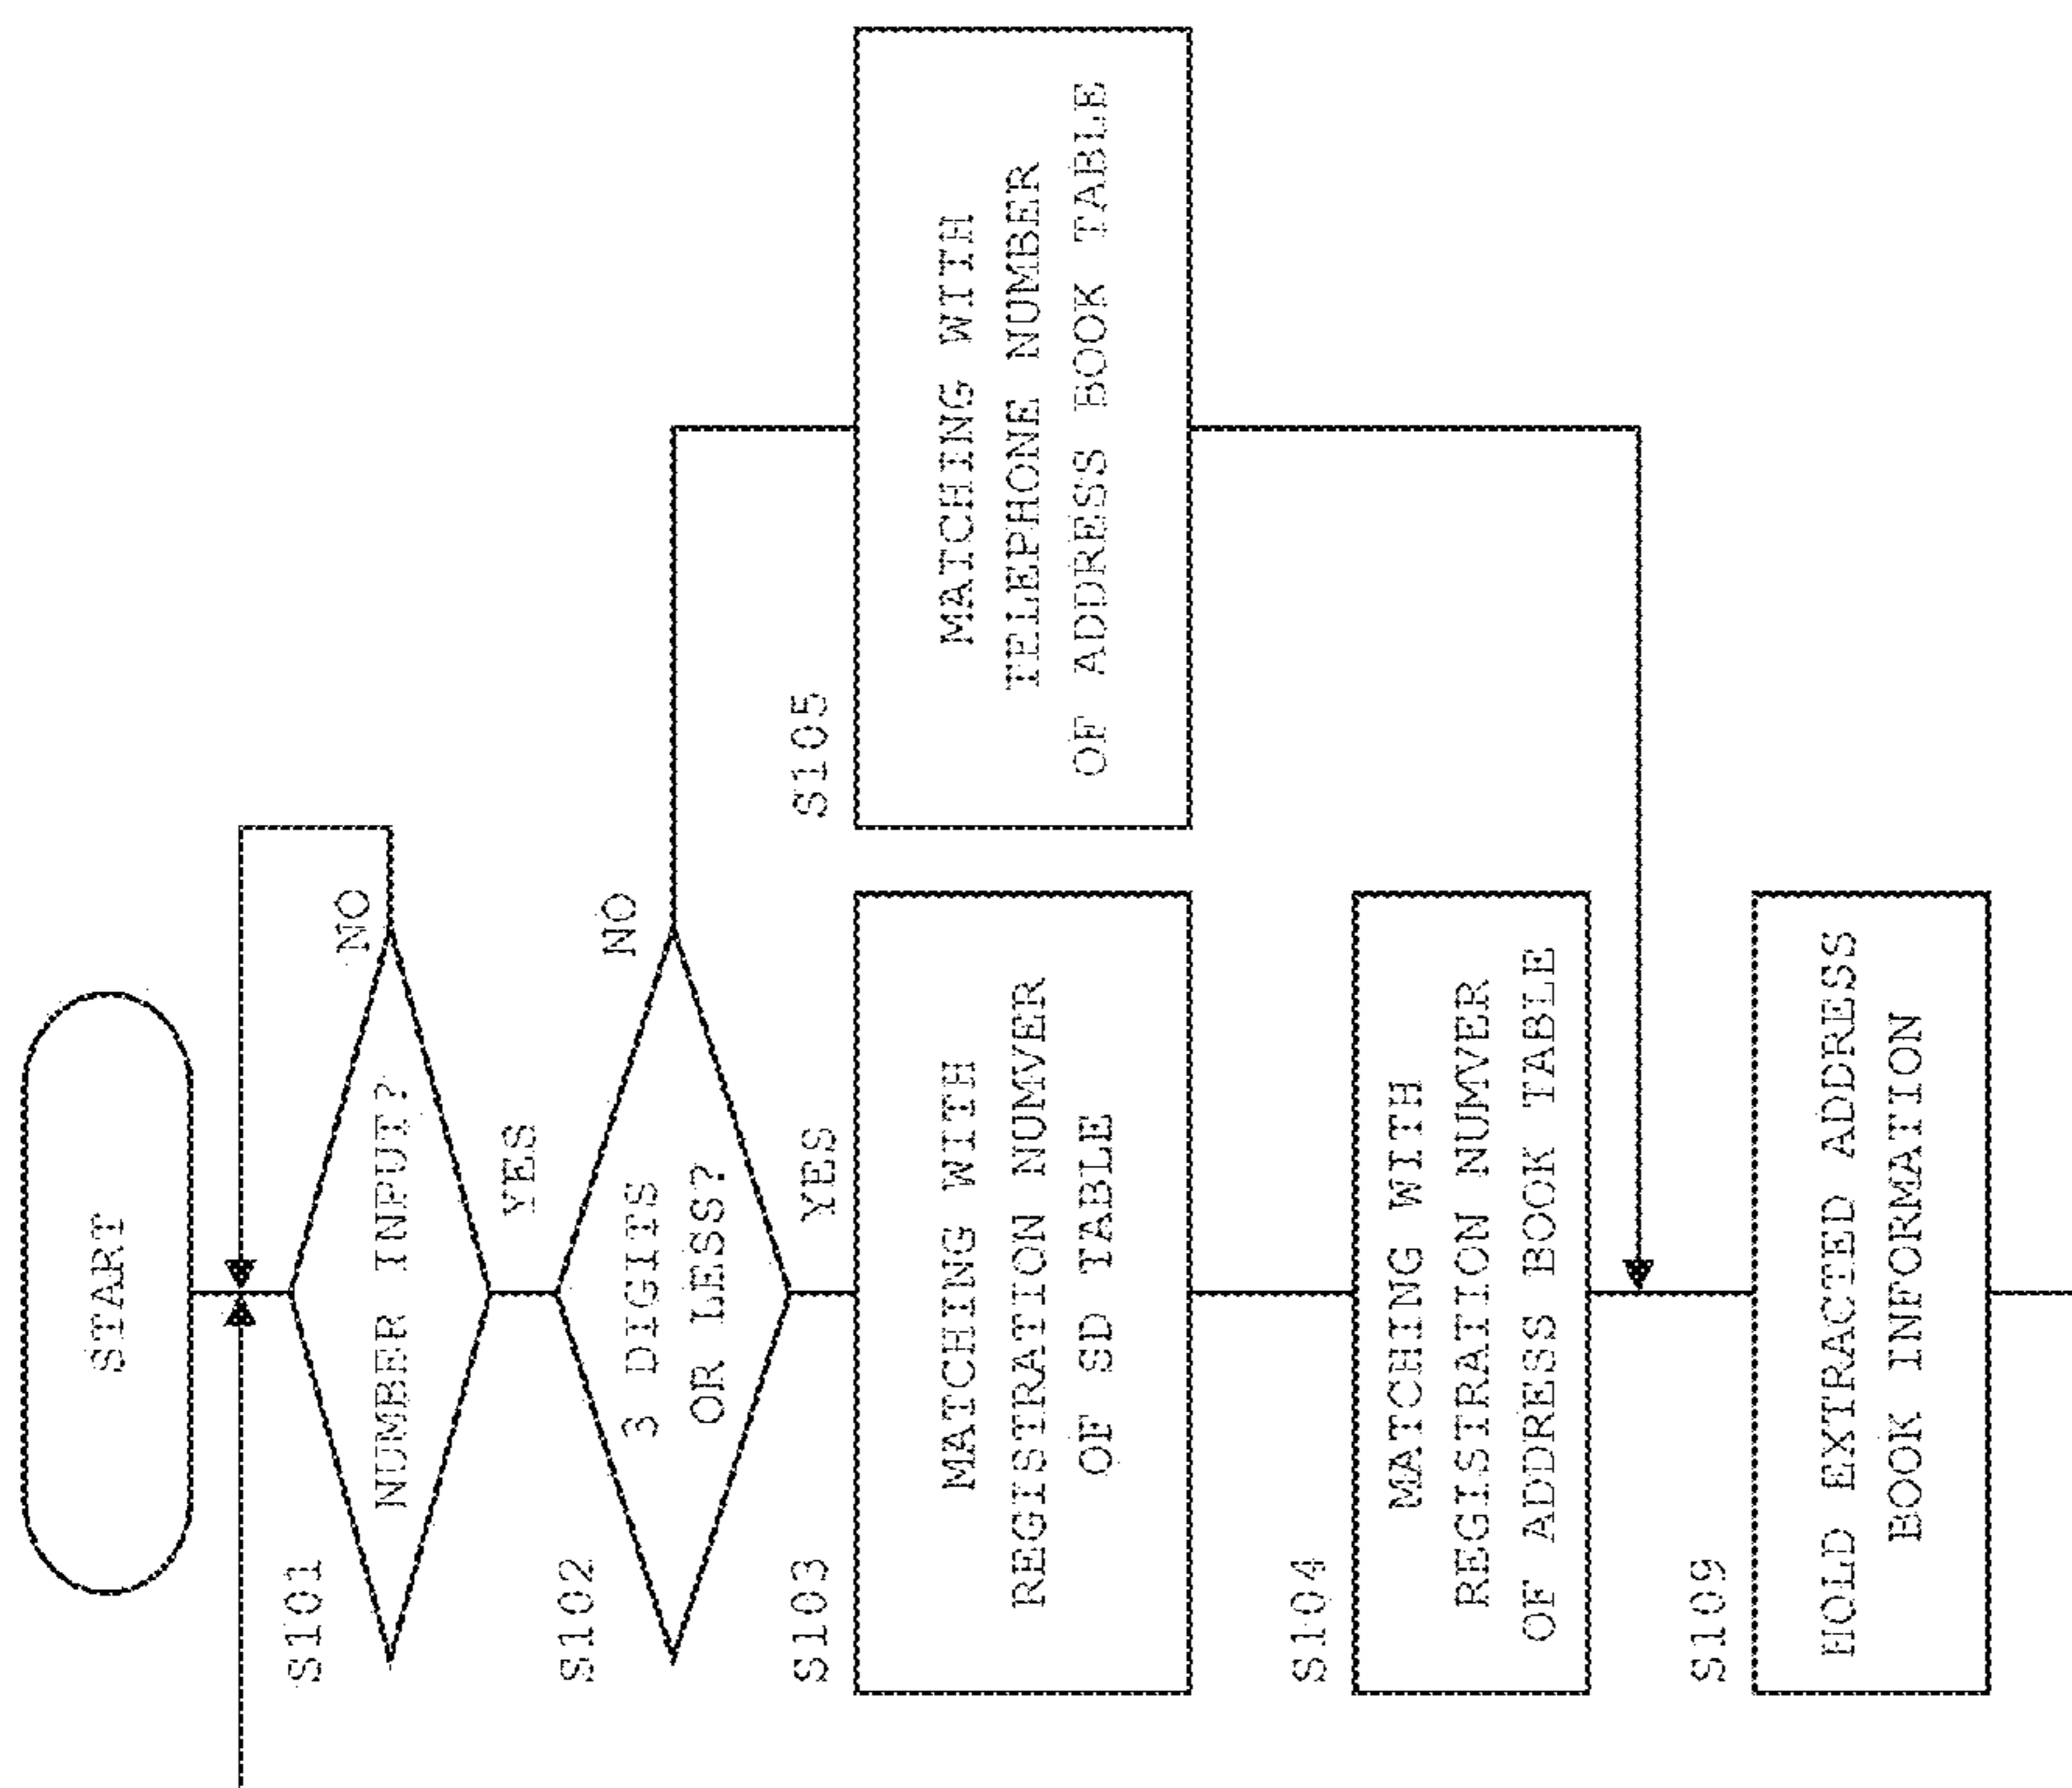 START
S101
NUMBER INPUT?
NO
YES
S102
3 DIGITS
OR LESS?
NO
YES
S103
MATCHING WITH
REGISTRATION NUMVER
OF SD TABLE
S105
MATCHING WITH
TELEPHONE NUMBER
OF ADDRESS BOOK TABLE
S104
MATCHING WITH
REGISTRATION NUMVER
OF ADDRESS BOOK TABLE
S109
HOLD EXTRACTED ADDRESS
BOOK INFORMATION